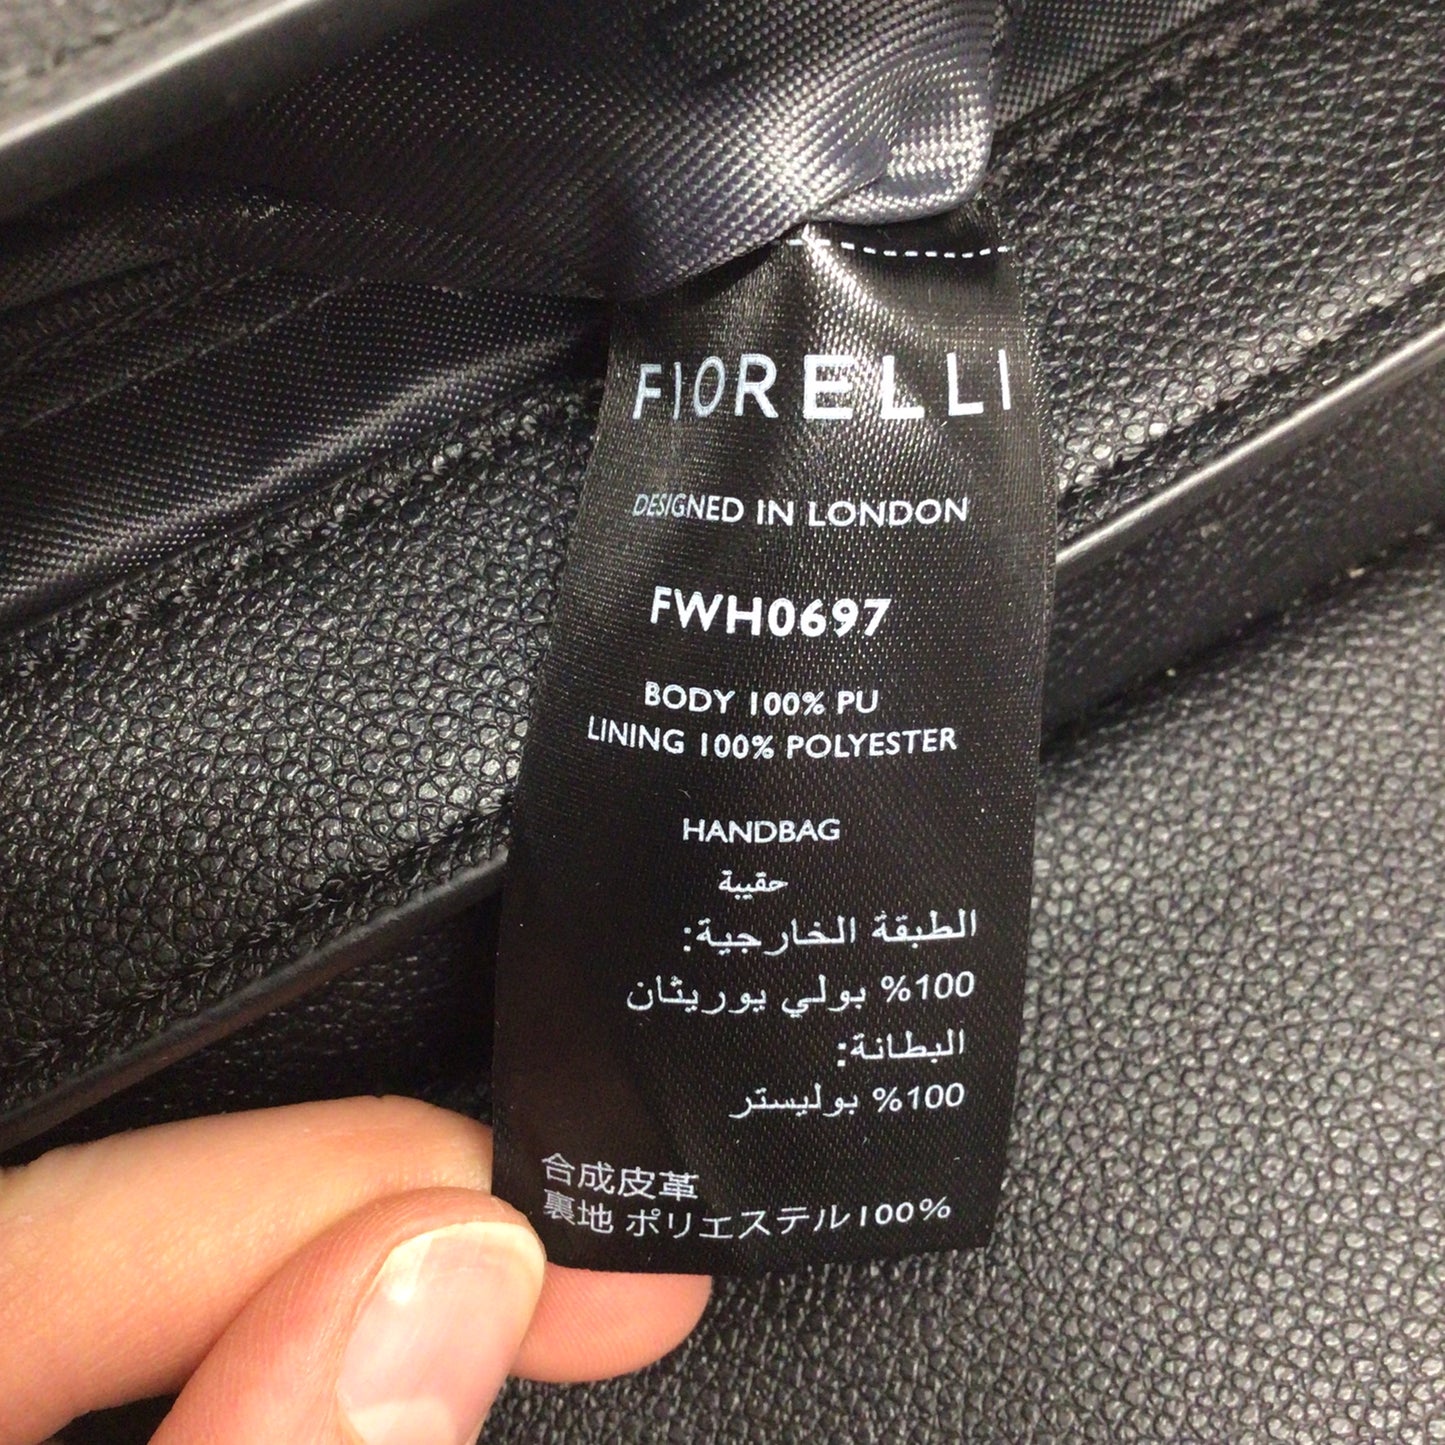 FIORELLI
DESIGNED IN LONDON
FWH0697
BODY 100% PU
LINING 100% POLYESTER
HANDBAG
حقيبة
الطبقة الخارجية:
100% بولي يوريثان
البطانة:
100% بوليستر
合成皮革
裏地 ポリエステル100%